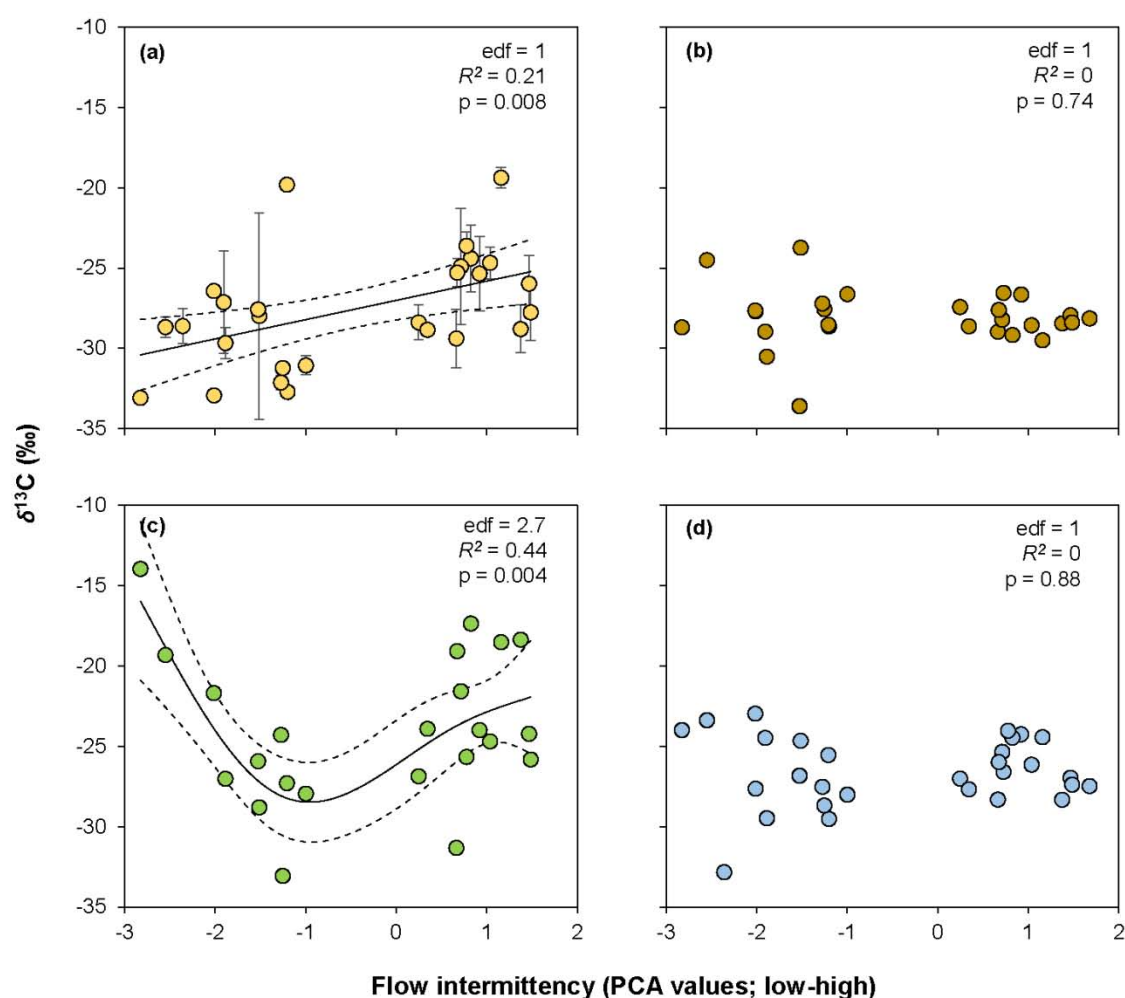 -10
-15
-20
-25
-30
-35
(a)
edf = 1
R² = 0.21
p = 0.008
(b)
edf = 1
R² = 0
p = 0.74
δ¹³C (‰)
-10
-15
-20
-25
-30
-35
(c)
edf = 2.7
R² = 0.44
p = 0.004
(d)
edf = 1
R² = 0
p = 0.88
-3 -2 -1 0 1 2
-3 -2 -1 0 1 2
Flow intermittency (PCA values; low-high)